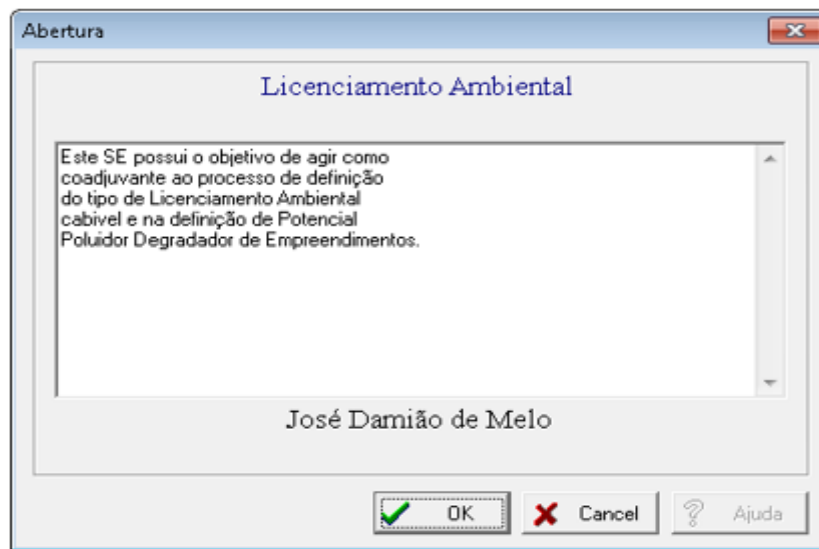 Abertura
Licenciamento Ambiental
Este SE possui o objetivo de agir como
coadjuvante ao processo de definição
do tipo de Licenciamento Ambiental
cabivel e na definição de Potencial
Poluidor Degradador de Empreendimentos.
José Damião de Melo
OK
Cancel
Ajuda